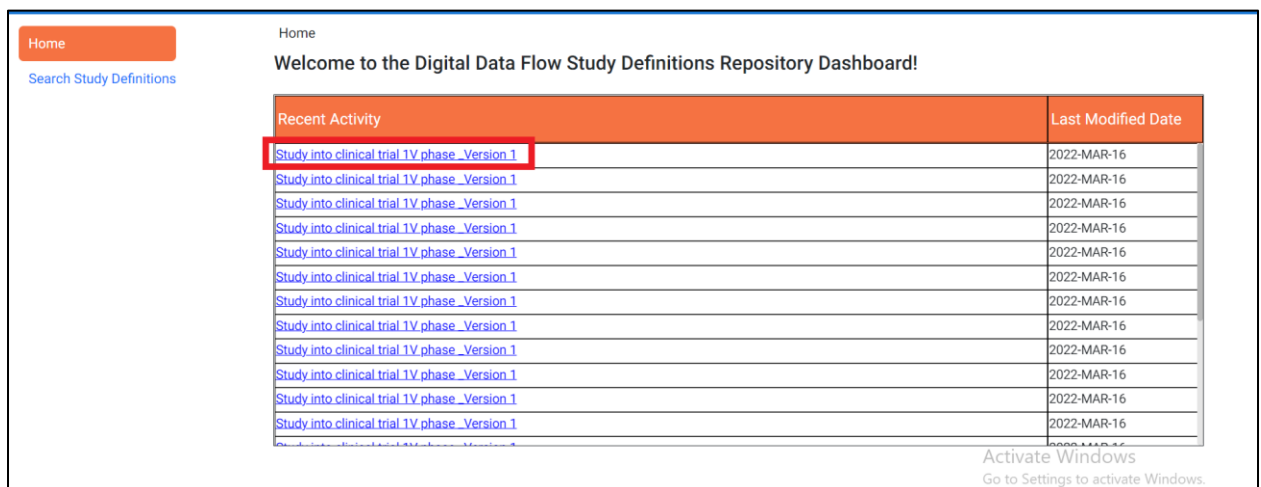 Home
Home
Welcome to the Digital Data Flow Study Definitions Repository Dashboard!
Search Study Definitions
Recent Activity Last Modified Date
Study into clinical trial 1V phase _Version 1 2022-MAR-16
Study into clinical trial 1V phase _Version 1 2022-MAR-16
Study into clinical trial 1V phase _Version 1 2022-MAR-16
Study into clinical trial 1V phase _Version 1 2022-MAR-16
Study into clinical trial 1V phase _Version 1 2022-MAR-16
Study into clinical trial 1V phase _Version 1 2022-MAR-16
Study into clinical trial 1V phase _Version 1 2022-MAR-16
Study into clinical trial 1V phase _Version 1 2022-MAR-16
Study into clinical trial 1V phase _Version 1 2022-MAR-16
Study into clinical trial 1V phase _Version 1 2022-MAR-16
Study into clinical trial 1V phase _Version 1 2022-MAR-16
Study into clinical trial 1V phase _Version 1 2022-MAR-16
Activate Windows
Go to Settings to activate Windows.